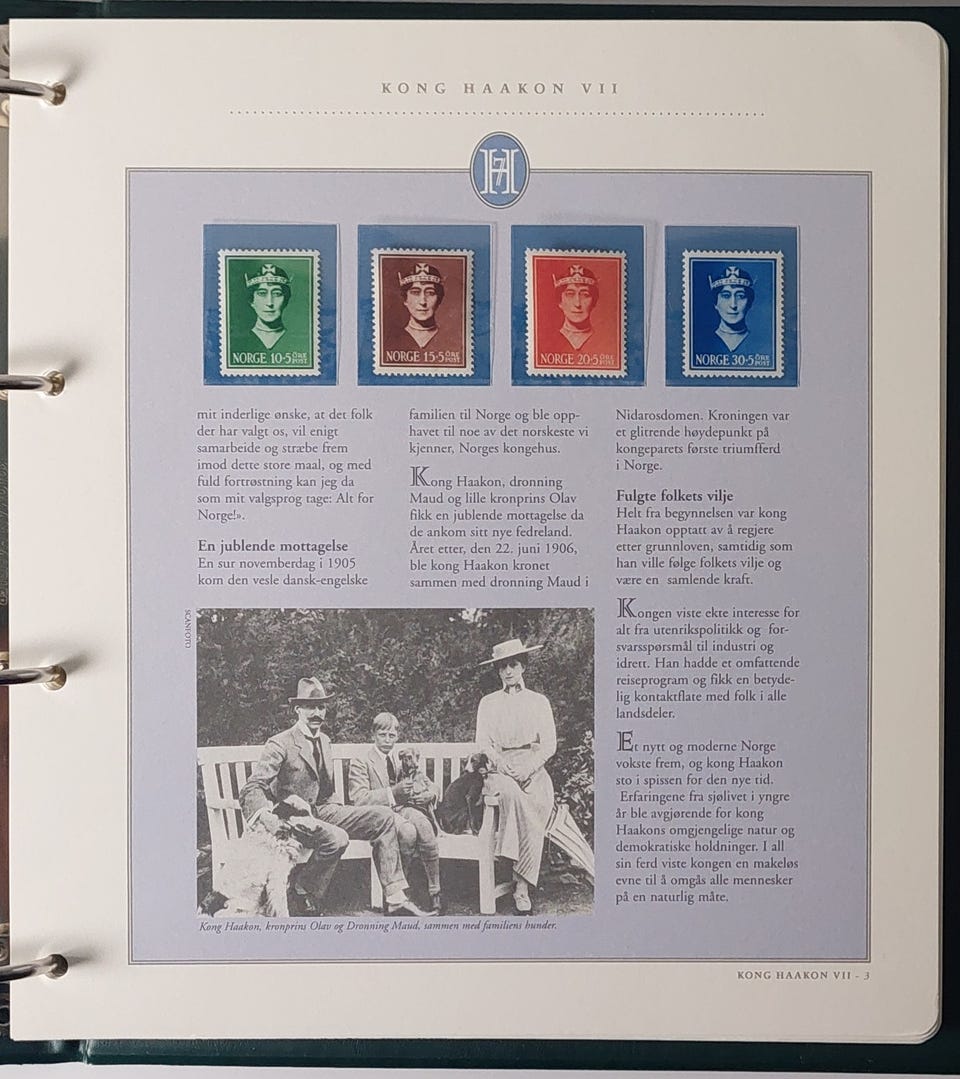 KONG HAAKON VII
H7
NORGE 10+5 ÖRE POST
NORGE 15+5 ÖRE POST
NORGE 20+5 ÖRE POST
NORGE 30+5 ÖRE POST
mit inderlige ønske, at det folk
der har valgt os, vil enigt
samarbeide og stræbe frem
imod dette store maal, og med
fuld fortrøstning kan jeg da
som mit valgsprog tage: Alt for
Norge!».
En jublende mottagelse
En sur novemberdag i 1905
kom den vesle dansk-engelske
familien til Norge og ble opp-
havet til noe av det norskeste vi
kjenner, Norges kongehus.
Kong Haakon, dronning
Maud og lille kronprins Olav
fikk en jublende mottagelse da
de ankom sitt nye fedreland.
Året etter, den 22. juni 1906,
ble kong Haakon kronet
sammen med dronning Maud i
Nidarosdomen. Kroningen var
et glitrende høydepunkt på
kongeparets første triumfferd
i Norge.
Fulgte folkets vilje
Helt fra begynnelsen var kong
Haakon opptatt av å regjere
etter grunnloven, samtidig som
han ville følge folkets vilje og
være en samlende kraft.
Kongen viste ekte interesse for
alt fra utenrikspolitikk og for-
svarsspørsmål til industri og
idrett. Han hadde et omfattende
reiseprogram og fikk en betyde-
lig kontaktflate med folk i alle
landsdeler.
Et nytt og moderne Norge
vokste frem, og kong Haakon
sto i spissen for den nye tid.
Erfaringene fra sjølivet i yngre
år ble avgjørende for kong
Haakons omgjengelige natur og
demokratiske holdninger. I all
sin ferd viste kongen en makeløs
evne til å omgås alle mennesker
på en naturlig måte.
SCANFOTO
Kong Haakon, kronprins Olav og Dronning Maud, sammen med familiens hunder.
KONG HAAKON VII - 3